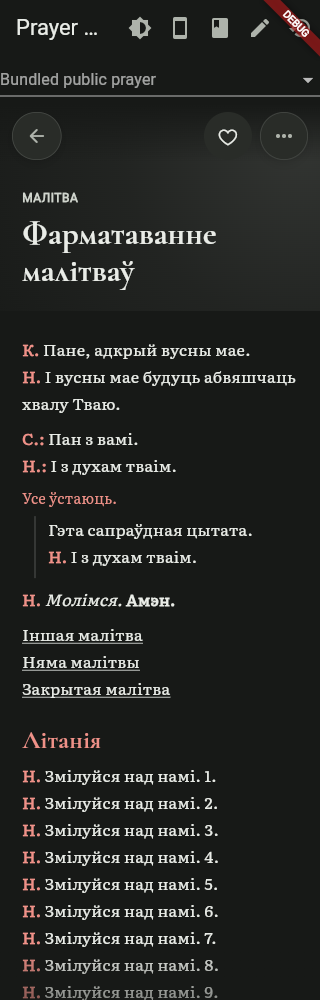 Prayer ...
DEBUG
Bundled public prayer
МАЛІТВА
Фарматаванне
малітваў
К. Пане, адкрый вусны мае.
Н. І вусны мае будуць абвяшчаць
хвалу Тваю.
С.: Пан з вамі.
Н.: І з духам тваім.
Усе ўстаюць.
Гэта сапраўдная цытата.
Н. І з духам тваім.
Н. Молімся. Амэн.
Іншая малітва
Няма малітвы
Закрытая малітва
Літанія
Н. Змілуйся над намі. 1.
Н. Змілуйся над намі. 2.
Н. Змілуйся над намі. 3.
Н. Змілуйся над намі. 4.
Н. Змілуйся над намі. 5.
Н. Змілуйся над намі. 6.
Н. Змілуйся над намі. 7.
Н. Змілуйся над намі. 8.
Н. Змілуйся над намі. 9.